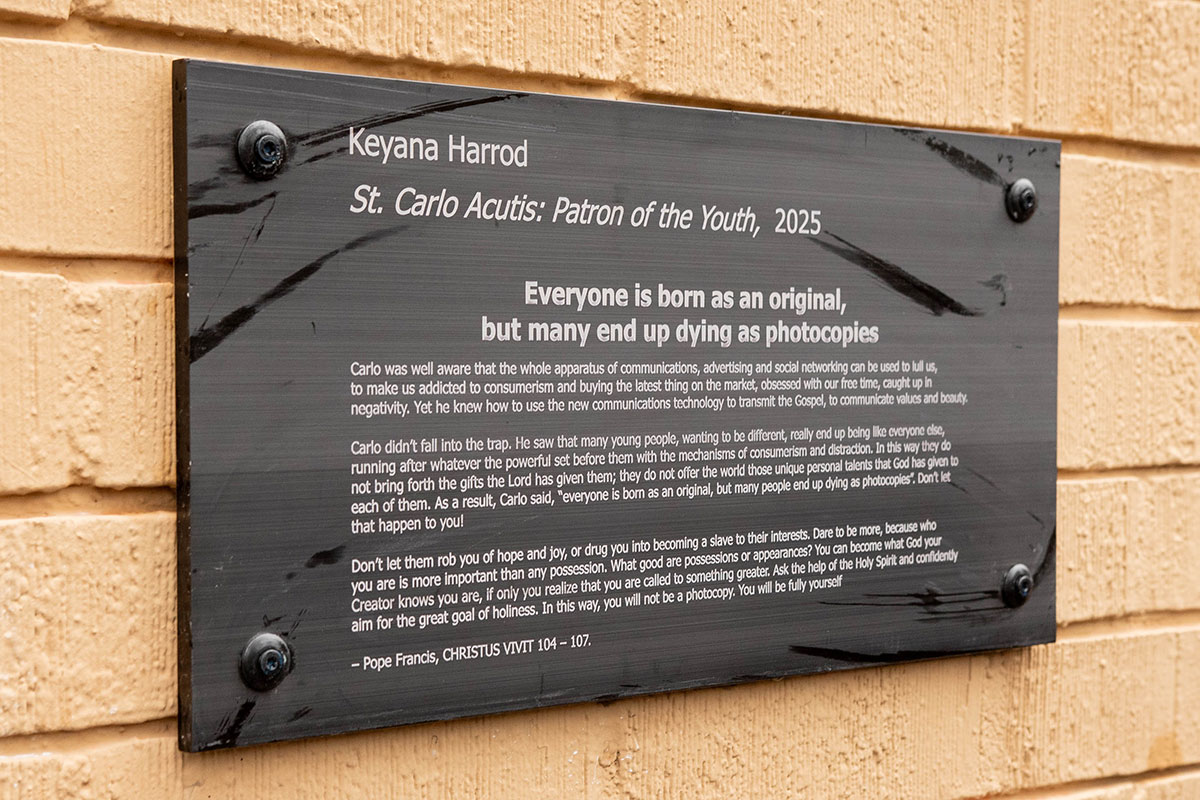 Keyana Harrod
St. Carlo Acutis: Patron of the Youth, 2025
Everyone is born as an original,
but many end up dying as photocopies
Carlo was well aware that the whole apparatus of communications, advertising and social networking can be used to lull us,
to make us addicted to consumerism and buying the latest thing on the market, obsessed with our free time, caught up in
negativity. Yet he knew how to use the new communications technology to transmit the Gospel, to communicate values and beauty.
Carlo didn't fall into the trap. He saw that many young people, wanting to be different, really end up being like everyone else,
running after whatever the powerful set before them with the mechanisms of consumerism and distraction. In this way they do
not bring forth the gifts the Lord has given them; they do not offer the world those unique personal talents that God has given to
each of them. As a result, Carlo said, "everyone is born as an original, but many people end up dying as photocopies". Don't let
that happen to you!
Don't let them rob you of hope and joy, or drug you into becoming a slave to their interests. Dare to be more, because who
you are is more important than any possession. What good are possessions or appearances? You can become what God your
Creator knows you are, if only you realize that you are called to something greater. Ask the help of the Holy Spirit and confidently
aim for the great goal of holiness. In this way, you will not be a photocopy. You will be fully yourself
– Pope Francis, CHRISTUS VIVIT 104 – 107.